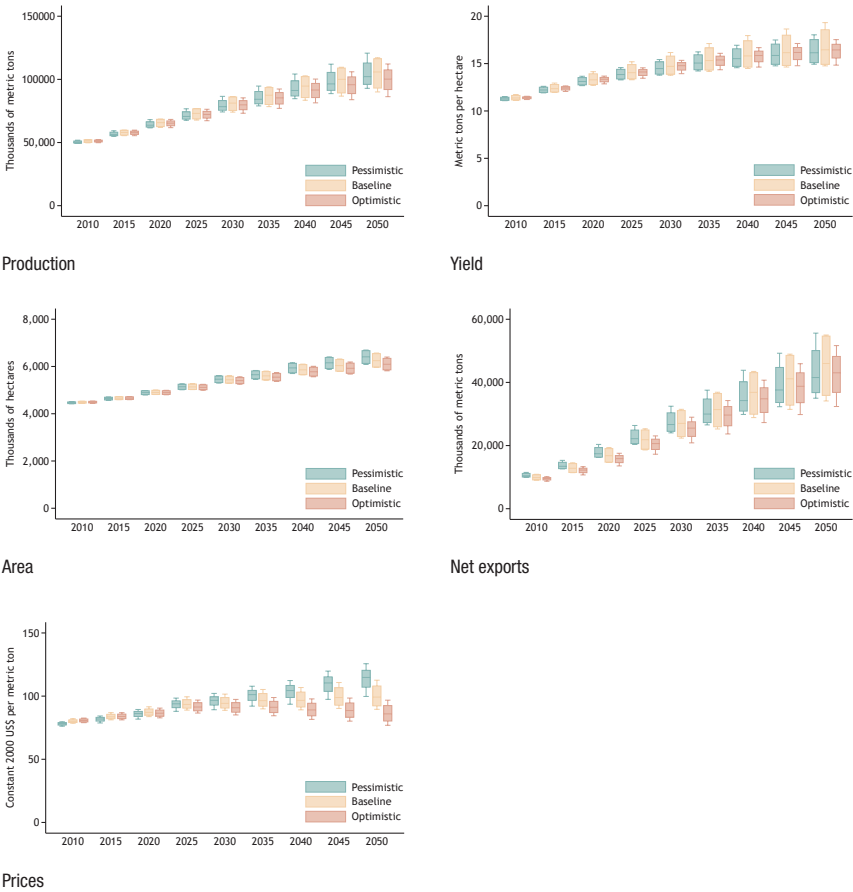 150000
100000
50,000
0
Thousands of metric tons
Pessimistic
Baseline
Optimistic
2010 2015 2020 2025 2030 2035 2040 2045 2050
Production
20
15
10
5
0
Metric tons per hectare
Pessimistic
Baseline
Optimistic
2010 2015 2020 2025 2030 2035 2040 2045 2050
Yield
8,000
6,000
4,000
2,000
0
Thousands of hectares
Pessimistic
Baseline
Optimistic
2010 2015 2020 2025 2030 2035 2040 2045 2050
Area
60,000
40,000
20,000
0
Thousands of metric tons
Pessimistic
Baseline
Optimistic
2010 2015 2020 2025 2030 2035 2040 2045 2050
Net exports
150
100
50
0
Constant 2000 US$ per metric ton
Pessimistic
Baseline
Optimistic
2010 2015 2020 2025 2030 2035 2040 2045 2050
Prices